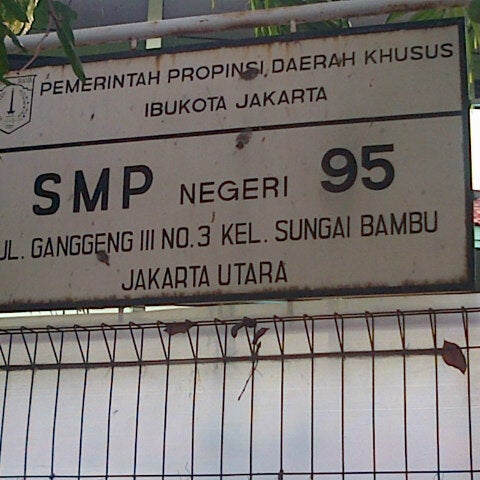 PEMERINTAH PROPINSI DAERAH KHUSUS
IBUKOTA JAKARTA
SMP NEGERI 95
JL. GANGGENG III NO.3 KEL. SUNGAI BAMBU
JAKARTA UTARA